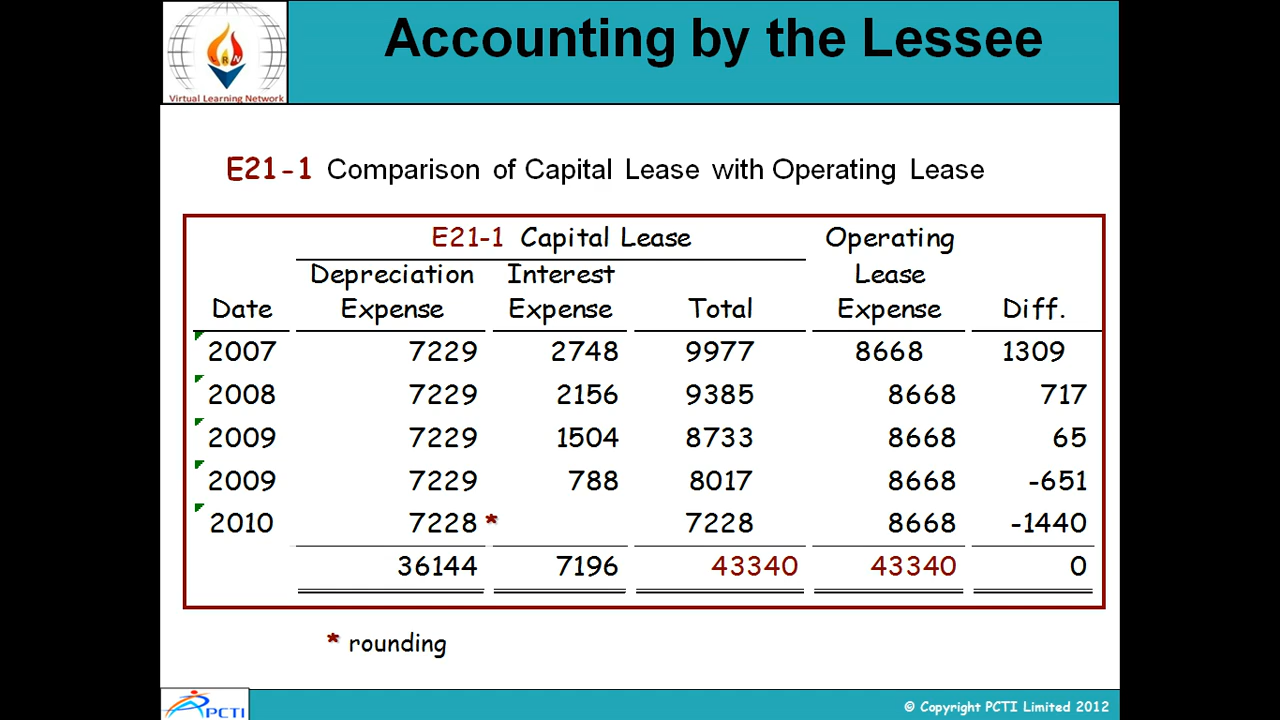 Accounting by the Lessee
LRN
Virtual Learning Network
E21-1 Comparison of Capital Lease with Operating Lease
E21-1 Capital Lease Operating
Depreciation Interest Lease
Date Expense Expense Total Expense Diff.
2007 7229 2748 9977 8668 1309
2008 7229 2156 9385 8668 717
2009 7229 1504 8733 8668 65
2009 7229 788 8017 8668 -651
2010 7228 * 7228 8668 -1440
36144 7196 43340 43340 0
* rounding
PCTI
© Copyright PCTI Limited 2012